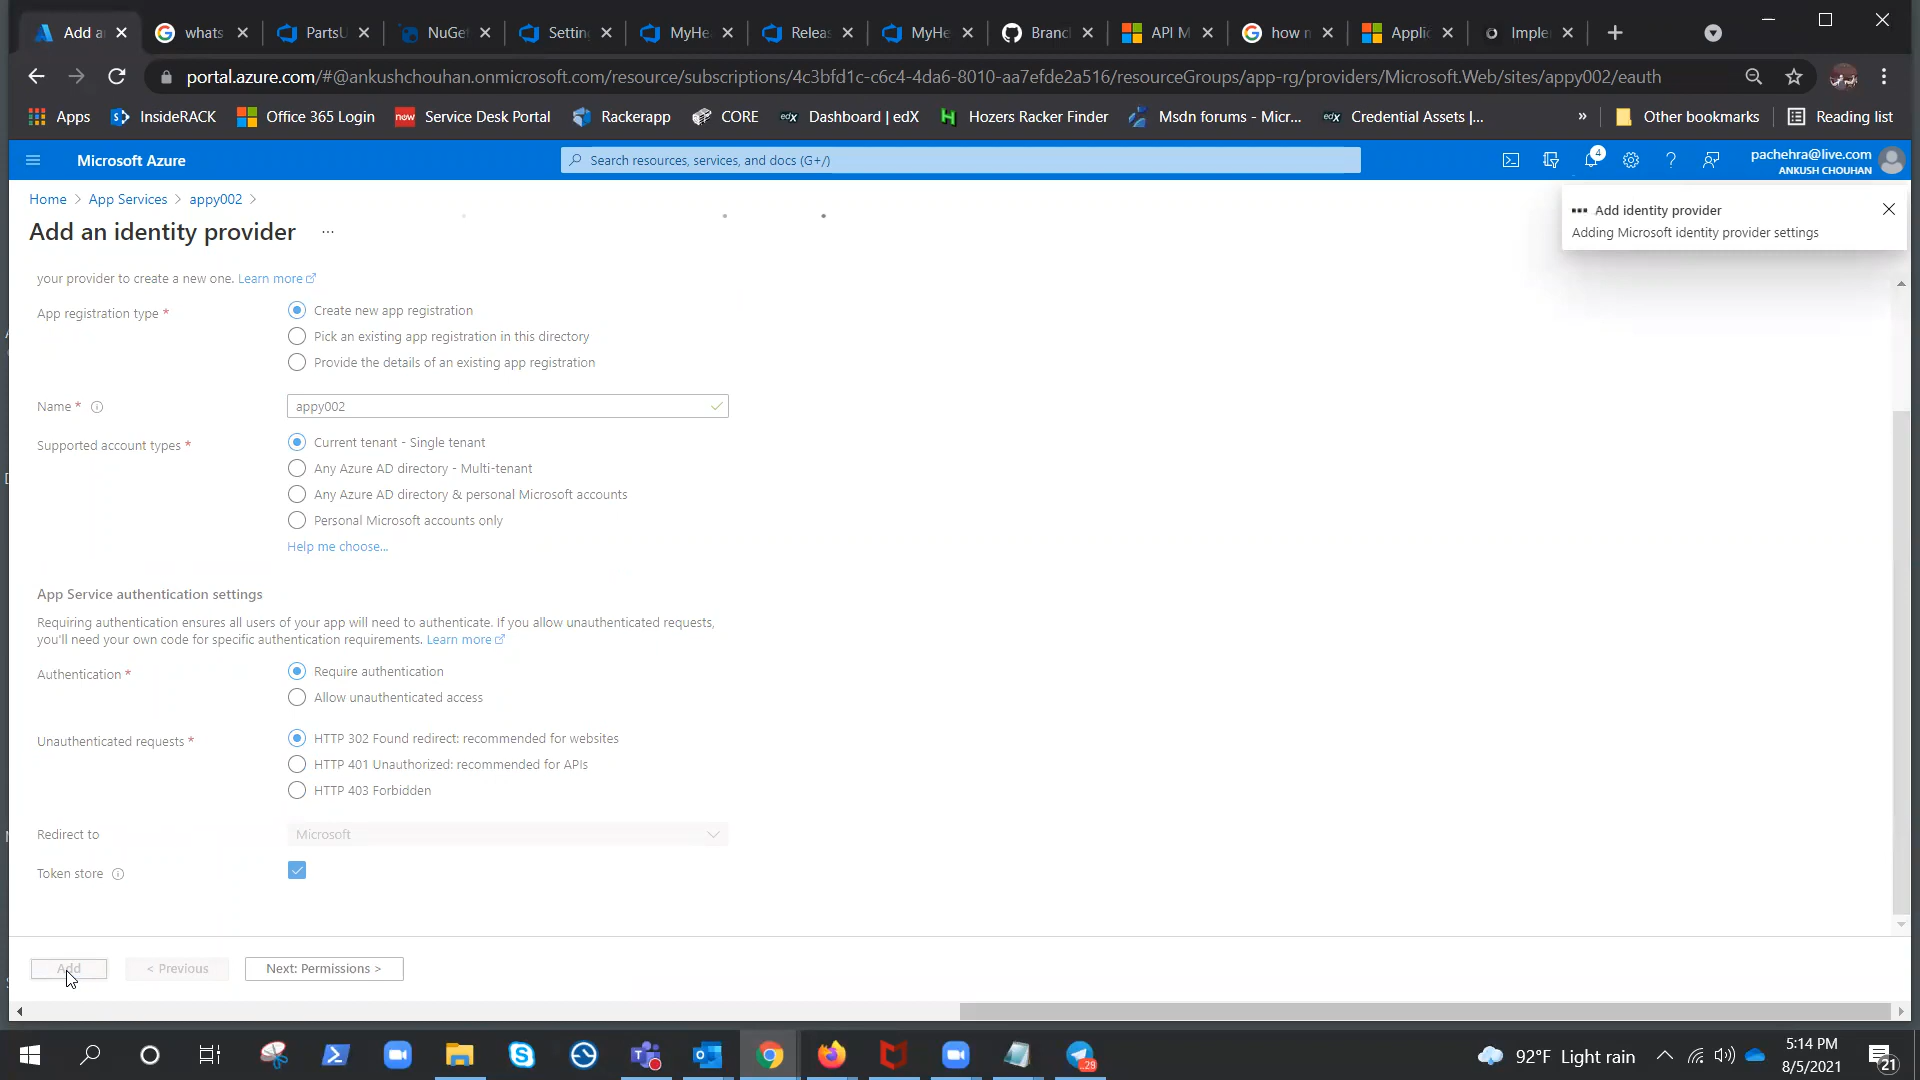 Add a
whats
PartsU
NuGet
Settin
MyHe
Releas
MyHe
Branc
API M
how n
Applic
Imple
portal.azure.com/#@ankushchouhan.onmicrosoft.com/resource/subscriptions/4c3bfd1c-c6c4-4da6-8010-aa7efde2a516/resourceGroups/app-rg/providers/Microsoft.Web/sites/appy002/eauth
Apps
InsideRACK
Office 365 Login
now Service Desk Portal
Rackerapp
CORE
edX Dashboard | edX
Hozers Racker Finder
Msdn forums - Micr...
edX Credential Assets |...
»
Other bookmarks
Reading list
Microsoft Azure
Search resources, services, and docs (G+/)
4
pachehra@live.com
ANKUSH CHOUHAN
Home > App Services > appy002 >
Add an identity provider ...
Add identity provider
Adding Microsoft identity provider settings
your provider to create a new one. Learn more
App registration type *
Create new app registration
Pick an existing app registration in this directory
Provide the details of an existing app registration
Name *
appy002
Supported account types *
Current tenant - Single tenant
Any Azure AD directory - Multi-tenant
Any Azure AD directory & personal Microsoft accounts
Personal Microsoft accounts only
Help me choose...
App Service authentication settings
Requiring authentication ensures all users of your app will need to authenticate. If you allow unauthenticated requests,
you'll need your own code for specific authentication requirements. Learn more
Authentication *
Require authentication
Allow unauthenticated access
Unauthenticated requests *
HTTP 302 Found redirect: recommended for websites
HTTP 401 Unauthorized: recommended for APIs
HTTP 403 Forbidden
Redirect to
Microsoft
Token store
Add
< Previous
Next: Permissions >
28
92°F Light rain
5:14 PM
8/5/2021
21